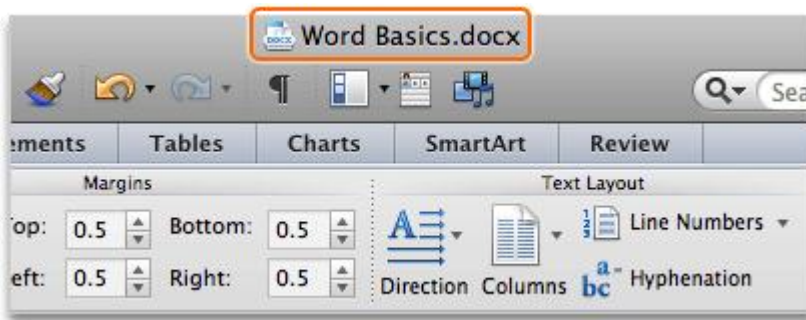 Word Basics.docx
Sea
ements Tables Charts SmartArt Review
Margins Text Layout
op: 0.5 Bottom: 0.5 Line Numbers
eft: 0.5 Right: 0.5 Direction Columns Hyphenation